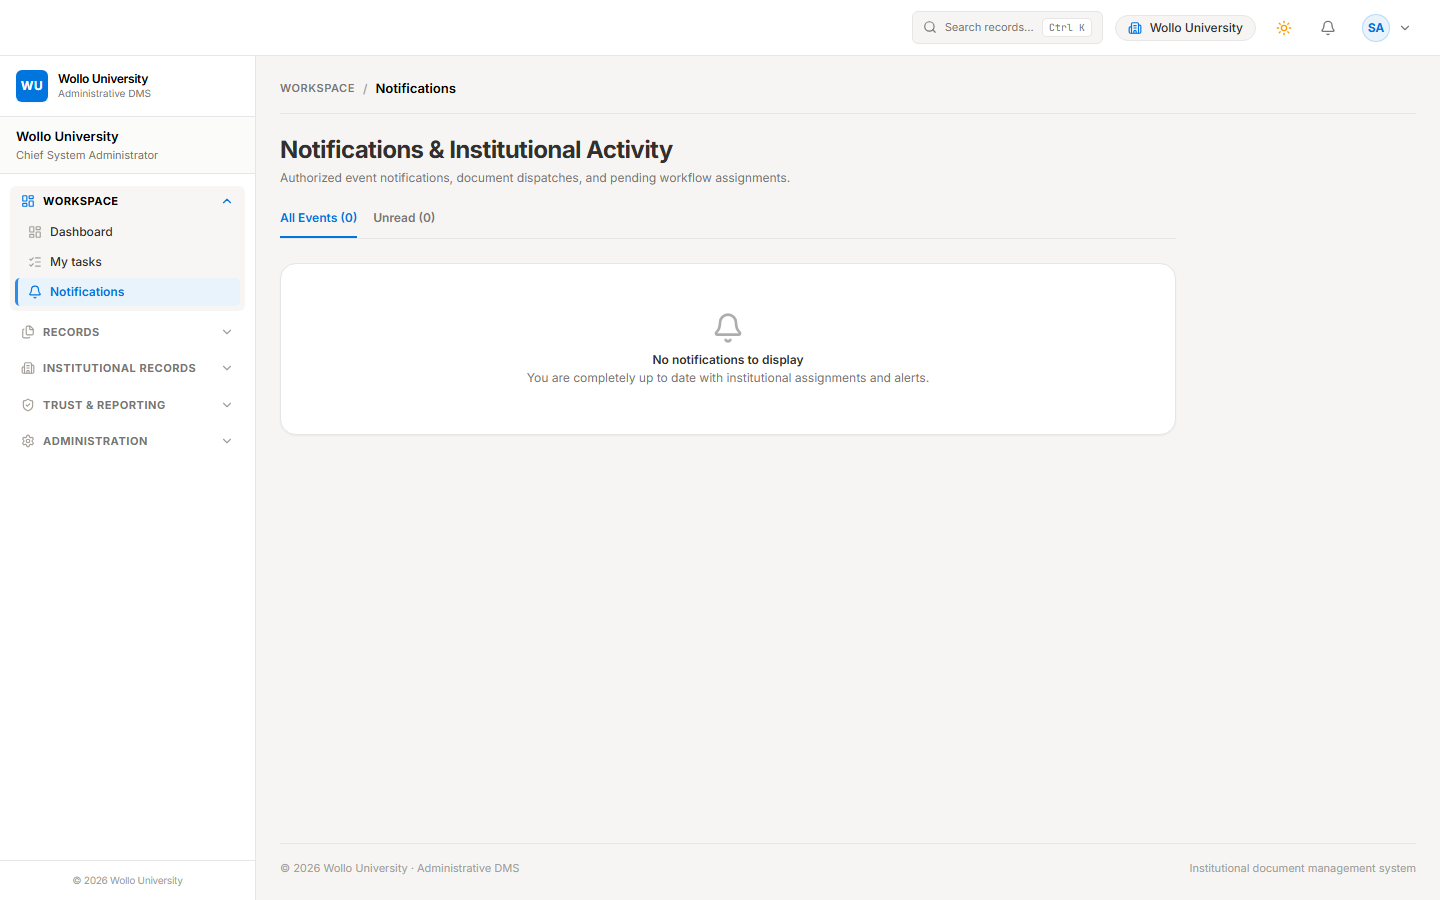 Search records...
Ctrl K
Wollo University
SA
WU
Wollo University
Administrative DMS
Wollo University
Chief System Administrator
WORKSPACE
Dashboard
My tasks
Notifications
RECORDS
INSTITUTIONAL RECORDS
TRUST & REPORTING
ADMINISTRATION
© 2026 Wollo University
WORKSPACE / Notifications
Notifications & Institutional Activity
Authorized event notifications, document dispatches, and pending workflow assignments.
All Events (0)
Unread (0)
No notifications to display
You are completely up to date with institutional assignments and alerts.
© 2026 Wollo University · Administrative DMS
Institutional document management system